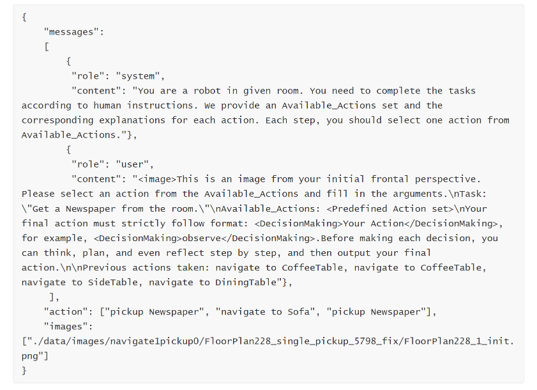 {
"messages":
[
{
"role": "system",
"content": "You are a robot in given room. You need to complete the tasks
according to human instructions. We provide an Available_Actions set and the
corresponding explanations for each action. Each step, you should select one action from
Available_Actions."},
{
"role": "user",
"content": "<image>This is an image from your initial frontal perspective.
Please select an action from the Available_Actions and fill in the arguments.\nTask:
\"Get a Newspaper from the room.\"\nAvailable_Actions: <Predefined Action set>\nYour
final action must strictly follow format: <DecisionMaking>Your Action</DecisionMaking>,
for example, <DecisionMaking>observe</DecisionMaking>.Before making each decision, you
can think, plan, and even reflect step by step, and then output your final
action.\n\nPrevious actions taken: navigate to CoffeeTable, navigate to CoffeeTable,
navigate to SideTable, navigate to DiningTable"},
],
"action": ["pickup Newspaper", "navigate to Sofa", "pickup Newspaper"],
"images":
["./data/images/navigate1pickup0/FloorPlan228_single_pickup_5798_fix/FloorPlan228_1_init.
png"]
}